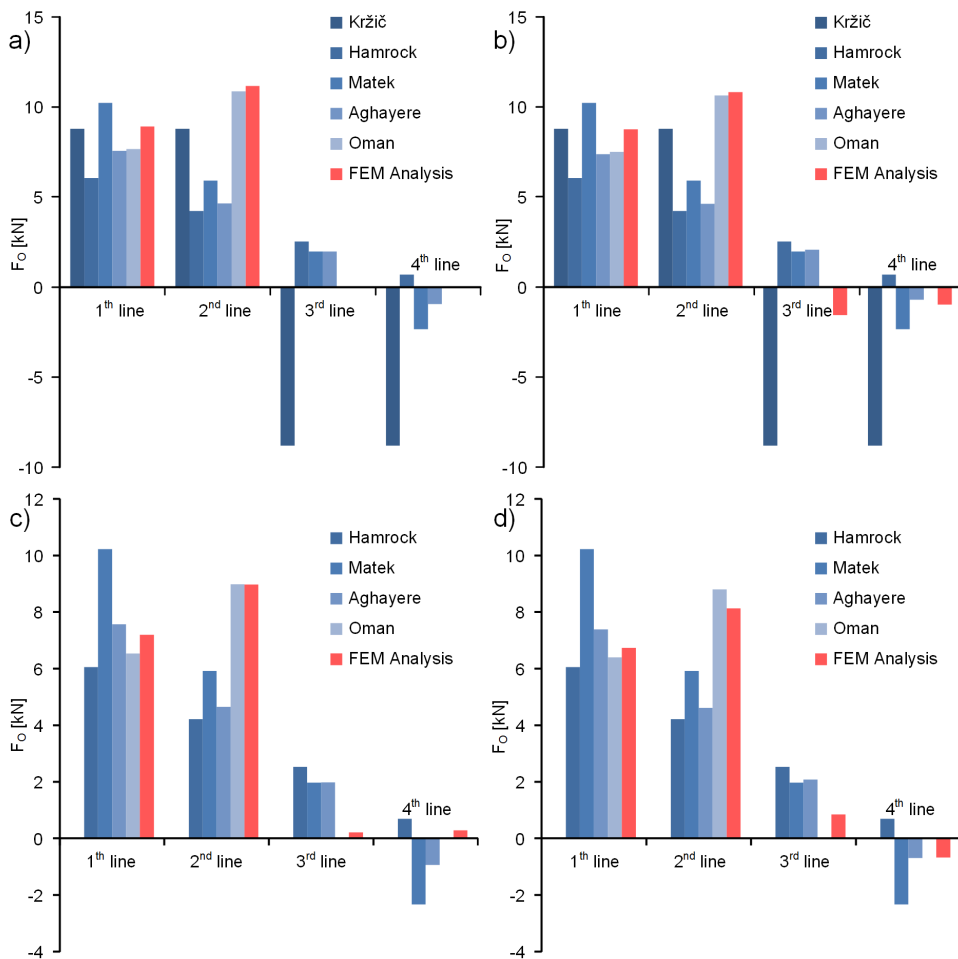 a)
15
10
5
0
-5
-10
F_O [kN]
Kržič
Hamrock
Matek
Aghayere
Oman
FEM Analysis
1th line
2nd line
3rd line
4th line
b)
15
10
5
0
-5
-10
F_O [kN]
Kržič
Hamrock
Matek
Aghayere
Oman
FEM Analysis
1th line
2nd line
3rd line
4th line
c)
12
10
8
6
4
2
0
-2
-4
F_O [kN]
Hamrock
Matek
Aghayere
Oman
FEM Analysis
1th line
2nd line
3rd line
4th line
d)
12
10
8
6
4
2
0
-2
-4
F_O [kN]
Hamrock
Matek
Aghayere
Oman
FEM Analysis
1th line
2nd line
3rd line
4th line